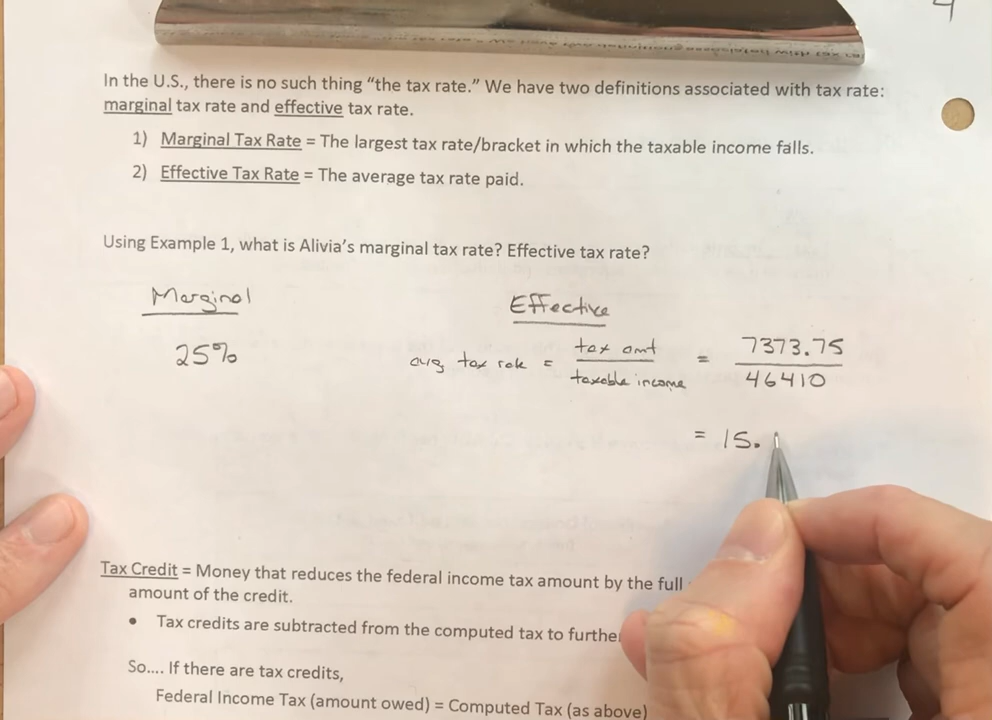 In the U.S., there is no such thing “the tax rate.” We have two definitions associated with tax rate:
marginal tax rate and effective tax rate.
1) Marginal Tax Rate = The largest tax rate/bracket in which the taxable income falls.
2) Effective Tax Rate = The average tax rate paid.
Using Example 1, what is Alivia’s marginal tax rate? Effective tax rate?
Marginal
Effective
25%
avg tax rate = tax amt / taxable income = 7373.75 / 46410
= 15.
Tax Credit = Money that reduces the federal income tax amount by the full
amount of the credit.
• Tax credits are subtracted from the computed tax to further
So.... If there are tax credits,
Federal Income Tax (amount owed) = Computed Tax (as above)